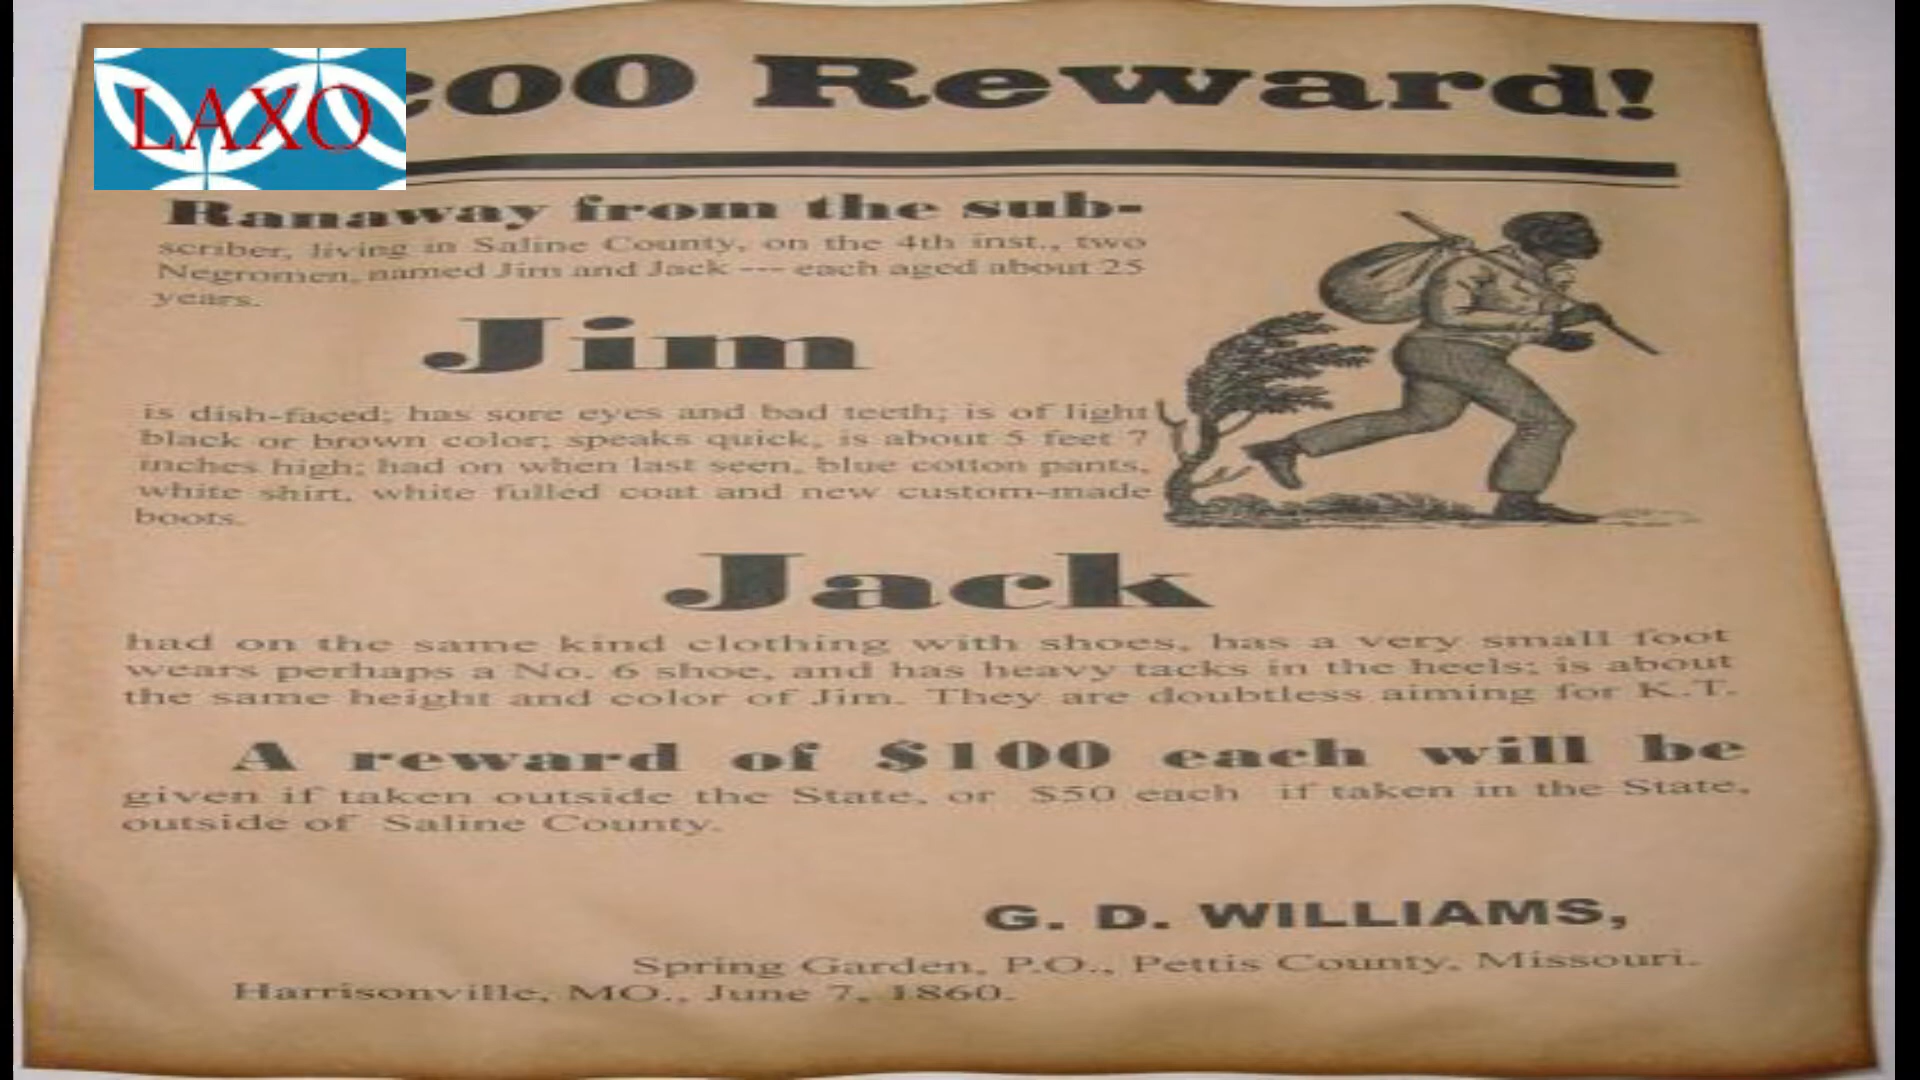 LAXO
00 Reward!
Ranaway from the sub-
scriber, living in Saline County, on the 4th inst., two
Negromen, named Jim and Jack --- each aged about 25
years.
Jim
is dish-faced; has sore eyes and bad teeth; is of light
black or brown color; speaks quick, is about 5 feet 7
inches high; had on when last seen, blue cotton pants,
white shirt, white fulled coat and new custom-made
boots.
Jack
had on the same kind clothing with shoes, has a very small foot
wears perhaps a No. 6 shoe, and has heavy tacks in the heels; is about
the same height and color of Jim. They are doubtless aiming for K.T.
A reward of $100 each will be
given if taken outside the State, or $50 each if taken in the State,
outside of Saline County.
G. D. WILLIAMS,
Spring Garden, P.O., Pettis County, Missouri.
Harrisonville, MO., June 7, 1860.